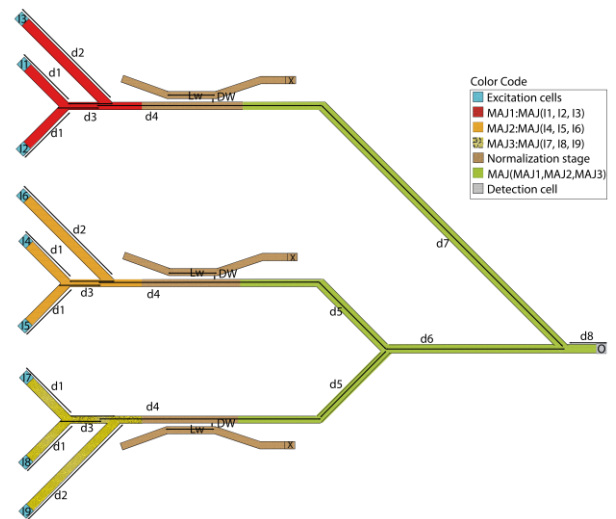 I3
d2
I1
d1
d3
d4
d1
I2
Lw
DW
X
Color Code
Excitation cells
MAJ1:MAJ(I1, I2, I3)
MAJ2:MAJ(I4, I5, I6)
MAJ3:MAJ(I7, I8, I9)
Normalization stage
MAJ(MAJ1,MAJ2,MAJ3)
Detection cell
d7
I6
d2
I4
d1
d3
d4
d1
I5
Lw
DW
X
d5
d6
d8
O
d5
I7
d1
d4
d3
d1
I8
d2
I9
Lw
DW
X